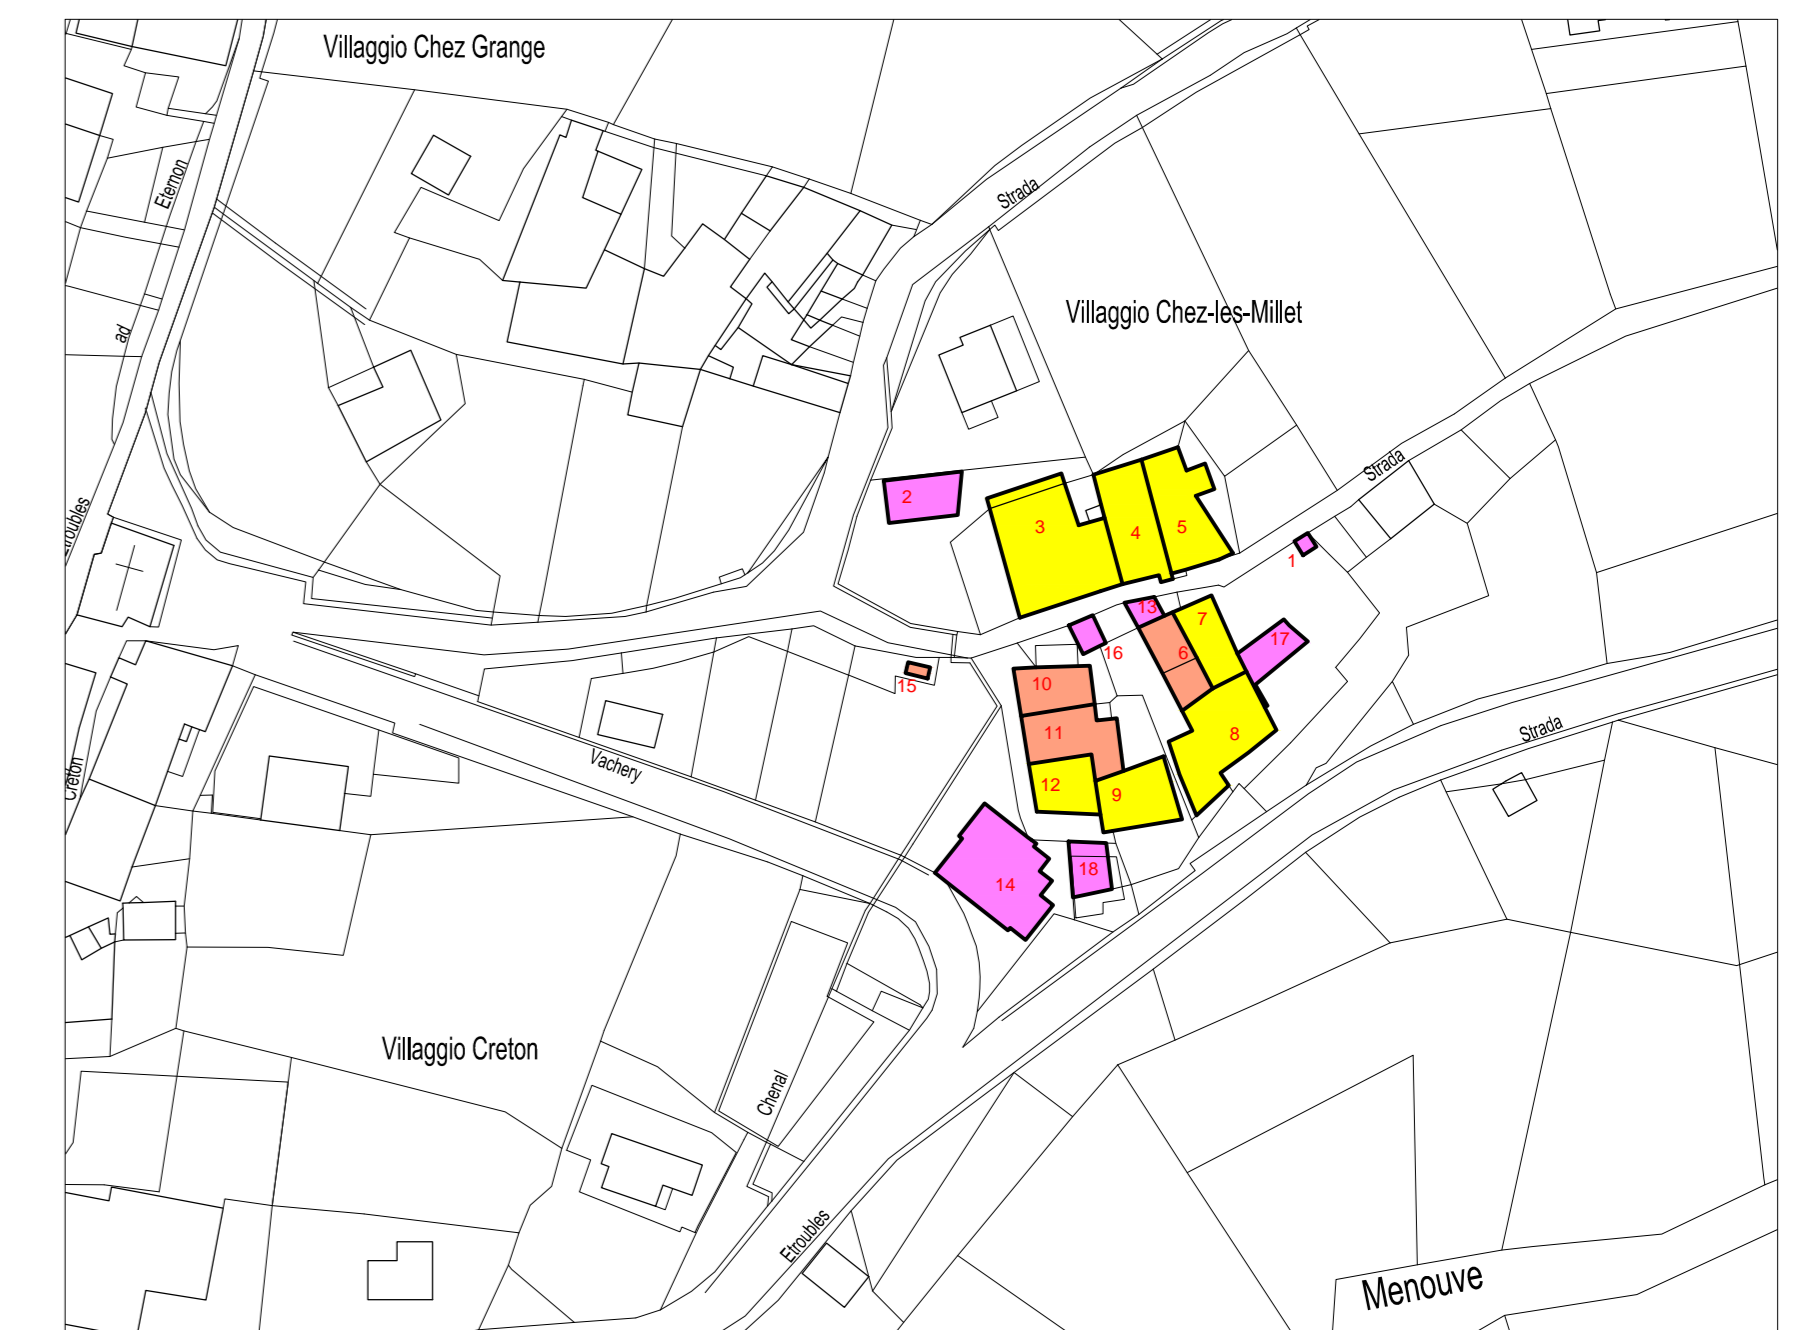 Villaggio Chez Grange
Eternon
Strada
Villaggio Chez-les-Millet
ad
Strada
2
3
4
5
1
Etroubles
13
7
16
6
17
15
10
11
8
Strada
Creton
Vachery
12
9
14
18
Villaggio Creton
Chenal
Etroubles
Menouve